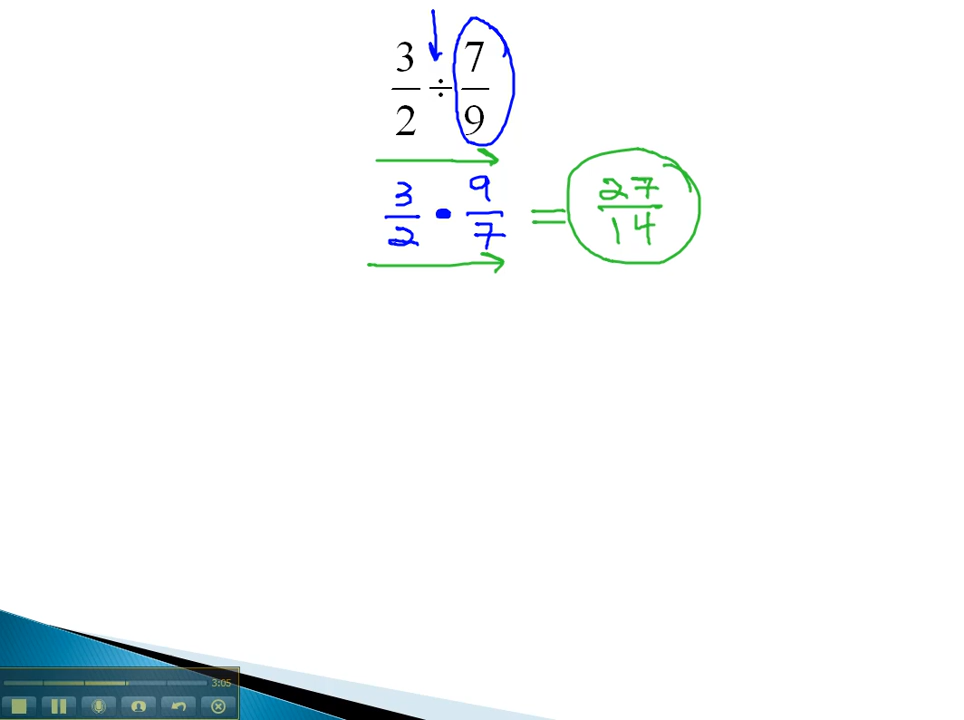 3/2 ÷ 7/9
3/2 · 9/7 = 27/14
3:05